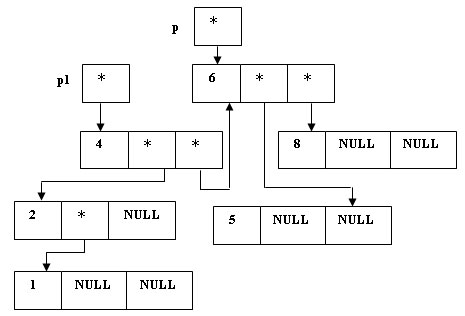 p *
p1 * 6 * *
4 * * 8 NULL NULL
2 * NULL 5 NULL NULL
1 NULL NULL